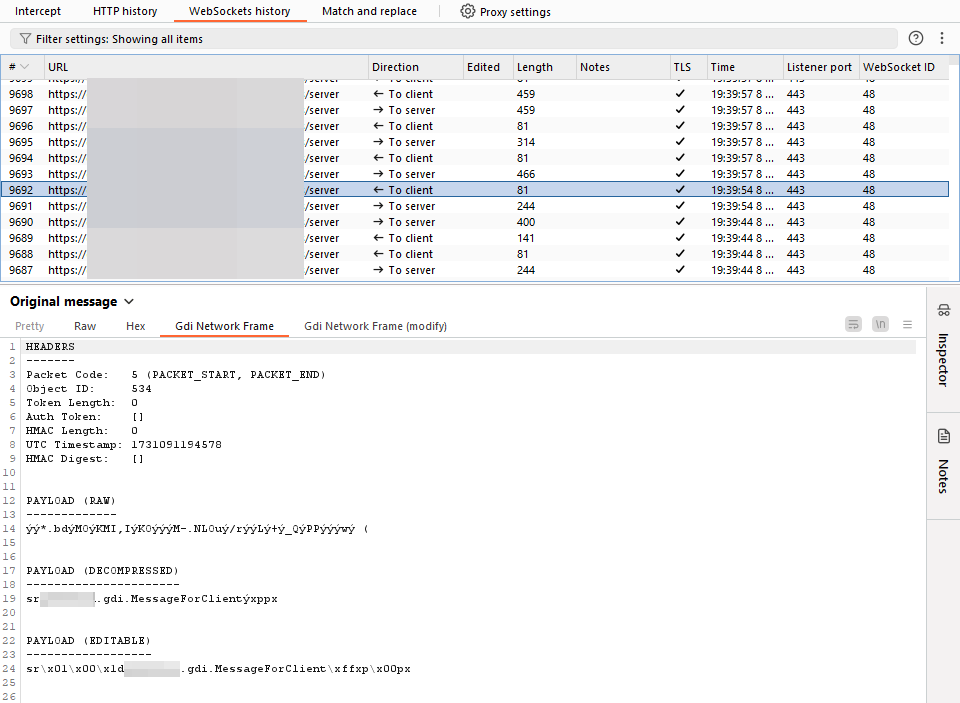 Intercept HTTP history WebSockets history Match and replace Proxy settings
Filter settings: Showing all items
# URL Direction Edited Length Notes TLS Time Listener port WebSocket ID
9698 https:// /server ← To client 459 ✓ 19:39:57 8 ... 443 48
9697 https:// /server → To server 459 ✓ 19:39:57 8 ... 443 48
9696 https:// /server ← To client 81 ✓ 19:39:57 8 ... 443 48
9695 https:// /server → To server 314 ✓ 19:39:57 8 ... 443 48
9694 https:// /server ← To client 81 ✓ 19:39:57 8 ... 443 48
9693 https:// /server → To server 466 ✓ 19:39:57 8 ... 443 48
9692 https:// /server ← To client 81 ✓ 19:39:54 8 ... 443 48
9691 https:// /server → To server 244 ✓ 19:39:54 8 ... 443 48
9690 https:// /server → To server 400 ✓ 19:39:44 8 ... 443 48
9689 https:// /server ← To client 141 ✓ 19:39:44 8 ... 443 48
9688 https:// /server ← To client 81 ✓ 19:39:44 8 ... 443 48
9687 https:// /server → To server 244 ✓ 19:39:44 8 ... 443 48
Original message
Pretty Raw Hex Gdi Network Frame Gdi Network Frame (modify) \n
Inspector
Notes
1 HEADERS
2 -------
3 Packet Code: 5 (PACKET_START, PACKET_END)
4 Object ID: 534
5 Token Length: 0
6 Auth Token: []
7 HMAC Length: 0
8 UTC Timestamp: 1731091194578
9 HMAC Digest: []
10
11
12 PAYLOAD (RAW)
13 -------------
14 ýý*.bdýM0ýKMI,IýK0ýýýM-.NL0uý/rýýLý+ý_QýPPýýýwý (
15
16
17 PAYLOAD (DECOMPRESSED)
18 ----------------------
19 sr .gdi.MessageForClientýxppx
20
21
22 PAYLOAD (EDITABLE)
23 ------------------
24 sr\x01\x00\x1d .gdi.MessageForClient\xffxp\x00px
25
26